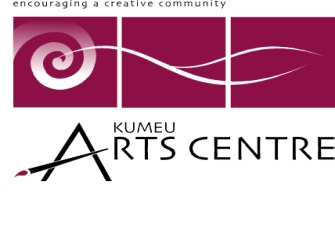 encouraging a creative community
KUMEU
ARTS CENTRE